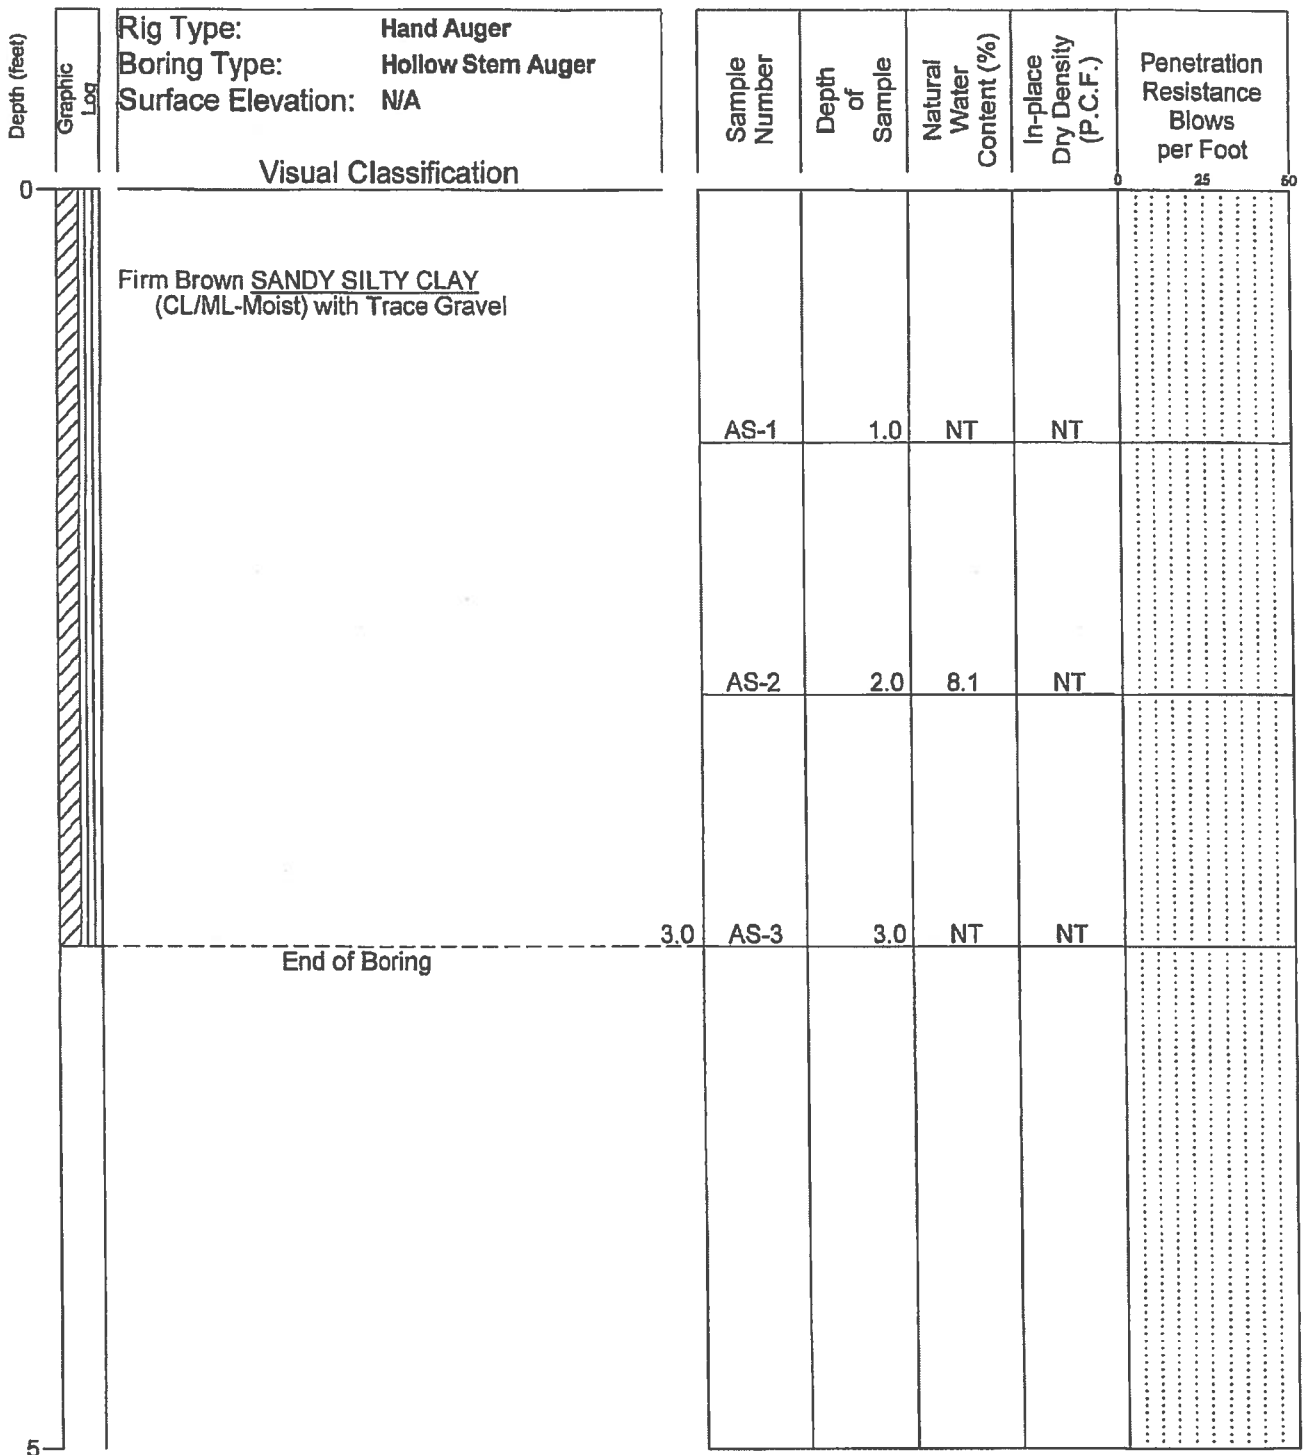 Depth (feet)
Graphic
Log
Rig Type: Hand Auger
Boring Type: Hollow Stem Auger
Surface Elevation: N/A
Visual Classification
Sample
Number
Depth
of
Sample
Natural
Water
Content (%)
In-place
Dry Density
(P.C.F.)
Penetration
Resistance
Blows
per Foot
0 25 50
0
Firm Brown SANDY SILTY CLAY
(CL/ML-Moist) with Trace Gravel
AS-1 1.0 NT NT
AS-2 2.0 8.1 NT
3.0 AS-3 3.0 NT NT
End of Boring
5